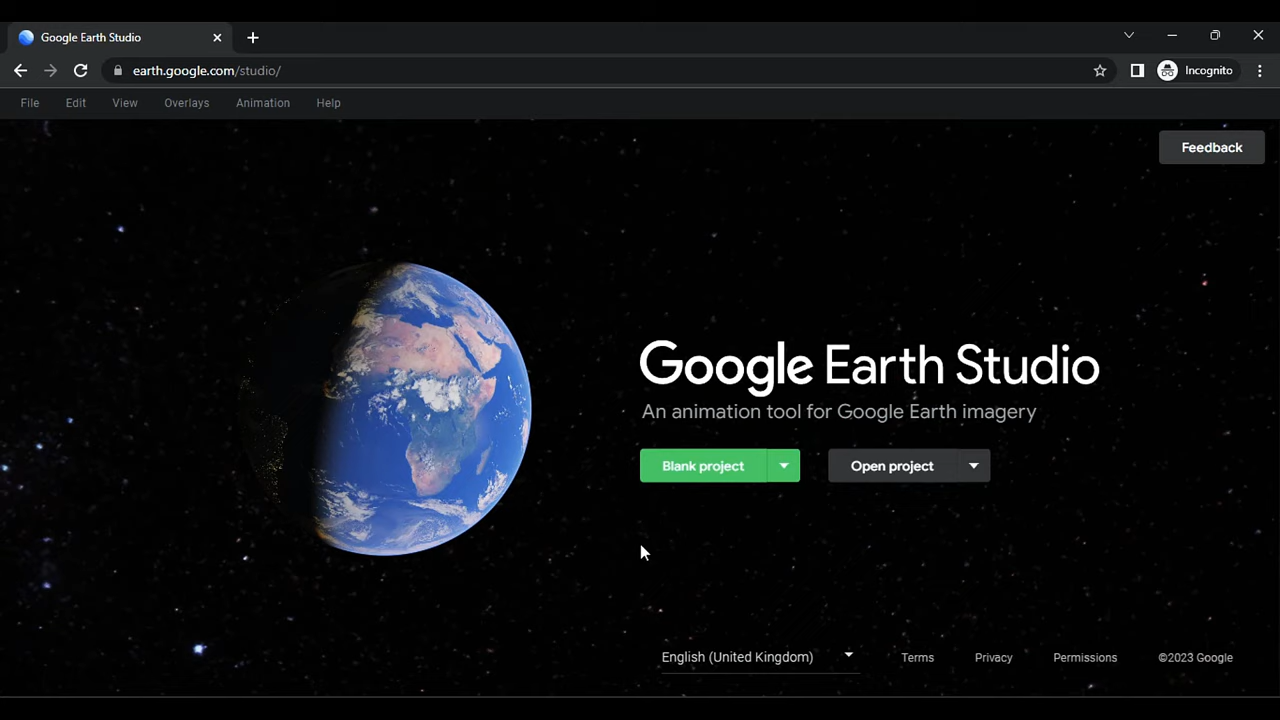 Google Earth Studio
earth.google.com/studio/
Incognito
File Edit View Overlays Animation Help
Feedback
Google Earth Studio
An animation tool for Google Earth imagery
Blank project Open project
English (United Kingdom) Terms Privacy Permissions ©2023 Google